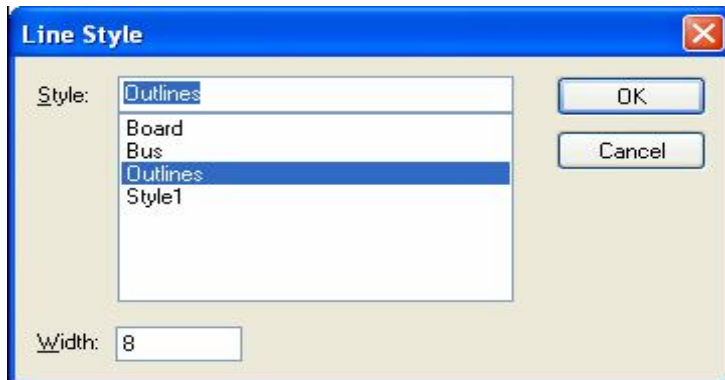 Line Style
Style:
Outlines
OK
Board
Bus
Outlines
Style1
Cancel
Width:
8